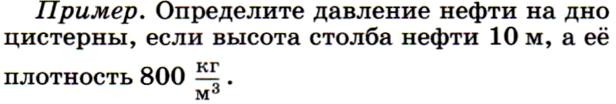 Пример. Определите давление нефти на дно
цистерны, если высота столба нефти 10 м, а её
плотность 800 кг/м³.